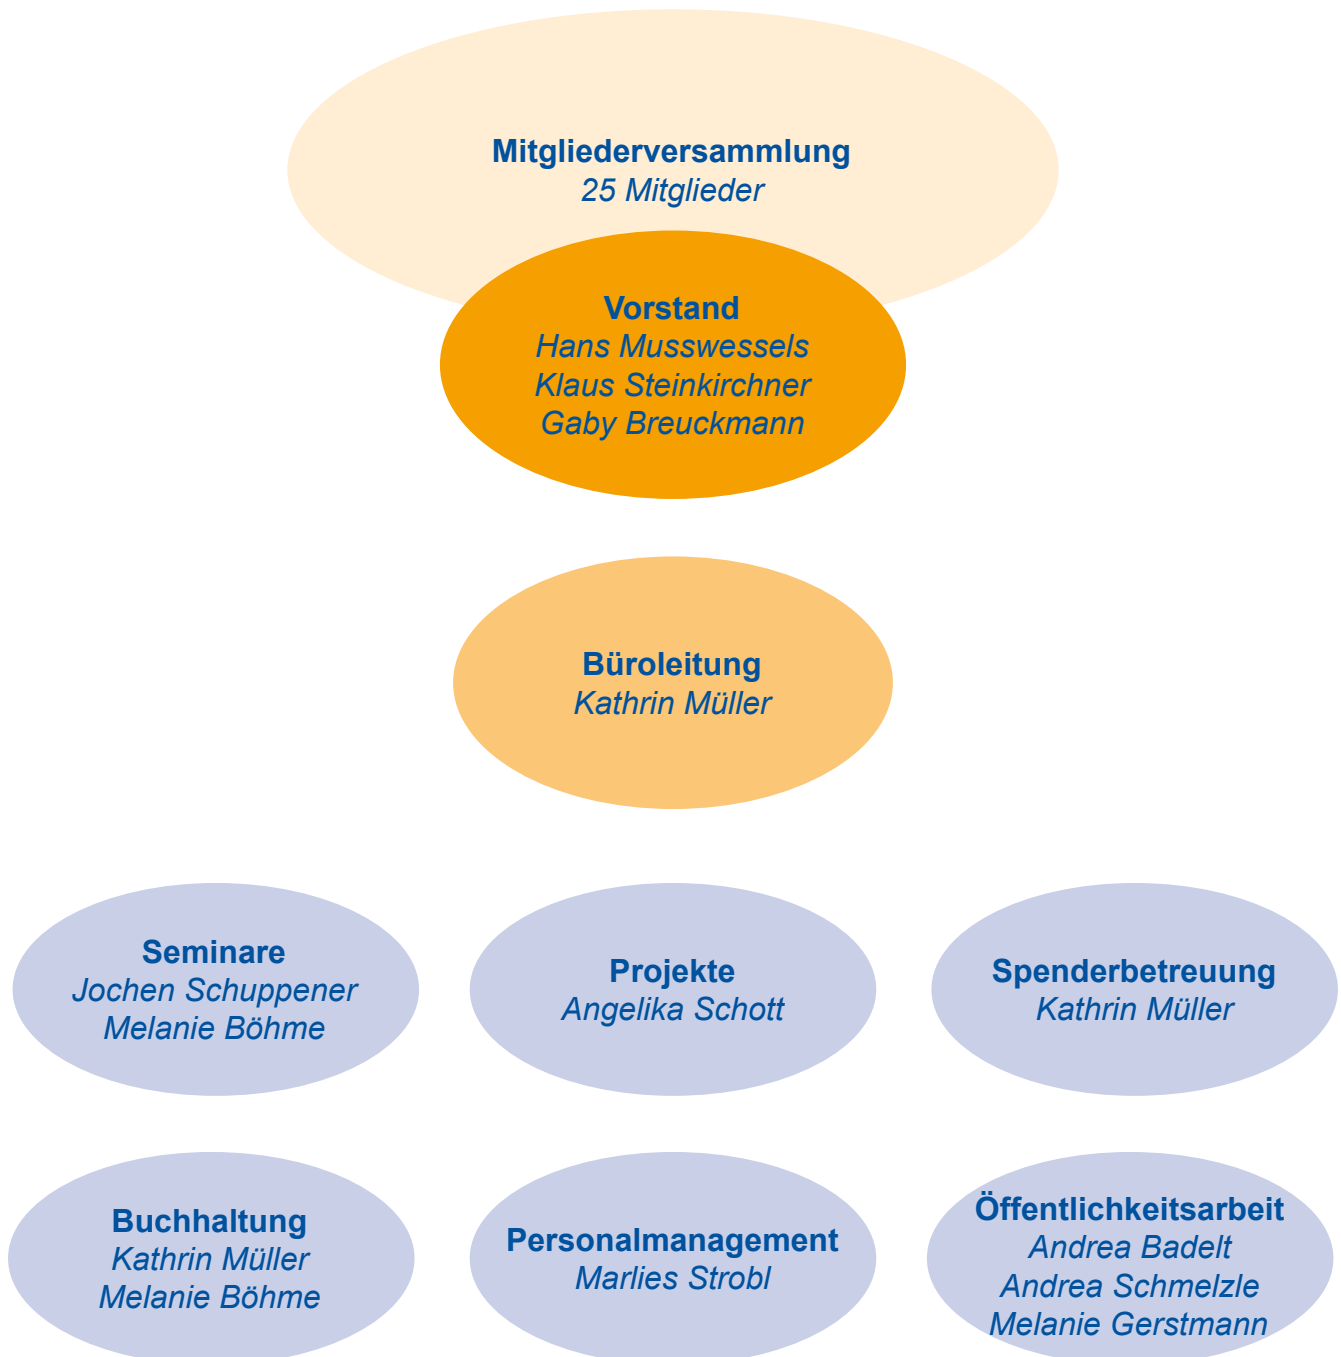 Mitgliederversammlung
25 Mitglieder
Vorstand
Hans Musswessels
Klaus Steinkirchner
Gaby Breuckmann
Büroleitung
Kathrin Müller
Seminare
Jochen Schuppener
Melanie Böhme
Projekte
Angelika Schott
Spenderbetreuung
Kathrin Müller
Buchhaltung
Kathrin Müller
Melanie Böhme
Personalmanagement
Marlies Strobl
Öffentlichkeitsarbeit
Andrea Badelt
Andrea Schmelzle
Melanie Gerstmann